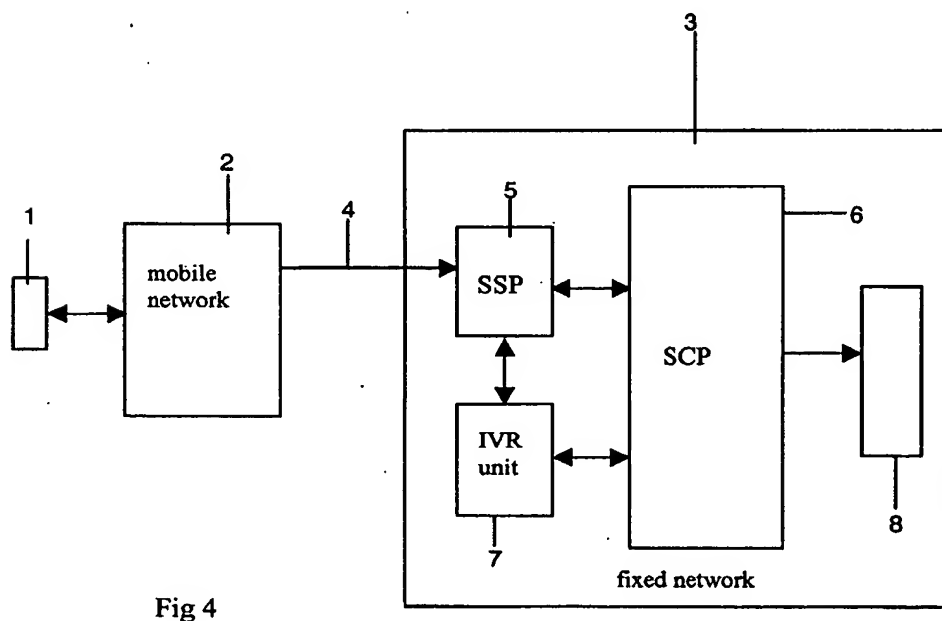 3
2
1
4
5
6
mobile
network
SSP
SCP
IVR
unit
7
8
fixed network
Fig 4